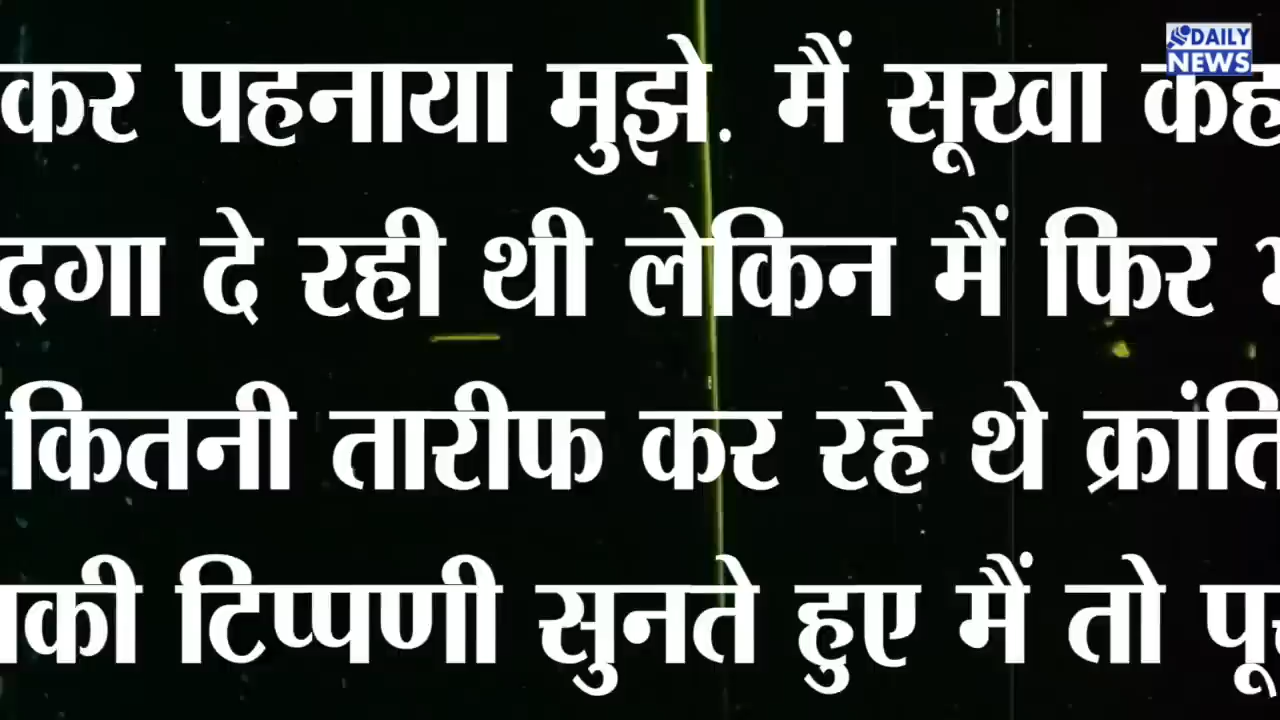 DAILY
NEWS
कर पहनाया मुझे. मैं सूखा
दगा दे रही थी लेकिन मैं फिर
कितनी तारीफ कर रहे थे क्रांति
की टिप्पणी सुनते हुए मैं तो